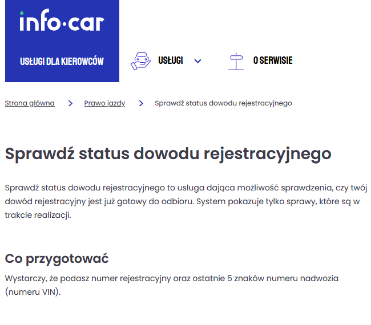 info·car
USŁUGI DLA KIEROWCÓW
USŁUGI
O SERWISIE
Strona główna > Prawo jazdy > Sprawdź status dowodu rejestracyjnego
Sprawdź status dowodu rejestracyjnego
Sprawdź status dowodu rejestracyjnego to usługa dająca możliwość sprawdzenia, czy twój
dowód rejestracyjny jest już gotowy do odbioru. System pokazuje tylko sprawy, które są w
trakcie realizacji.
Co przygotować
Wystarczy, że podasz numer rejestracyjny oraz ostatnie 5 znaków numeru nadwozia
(numeru VIN).